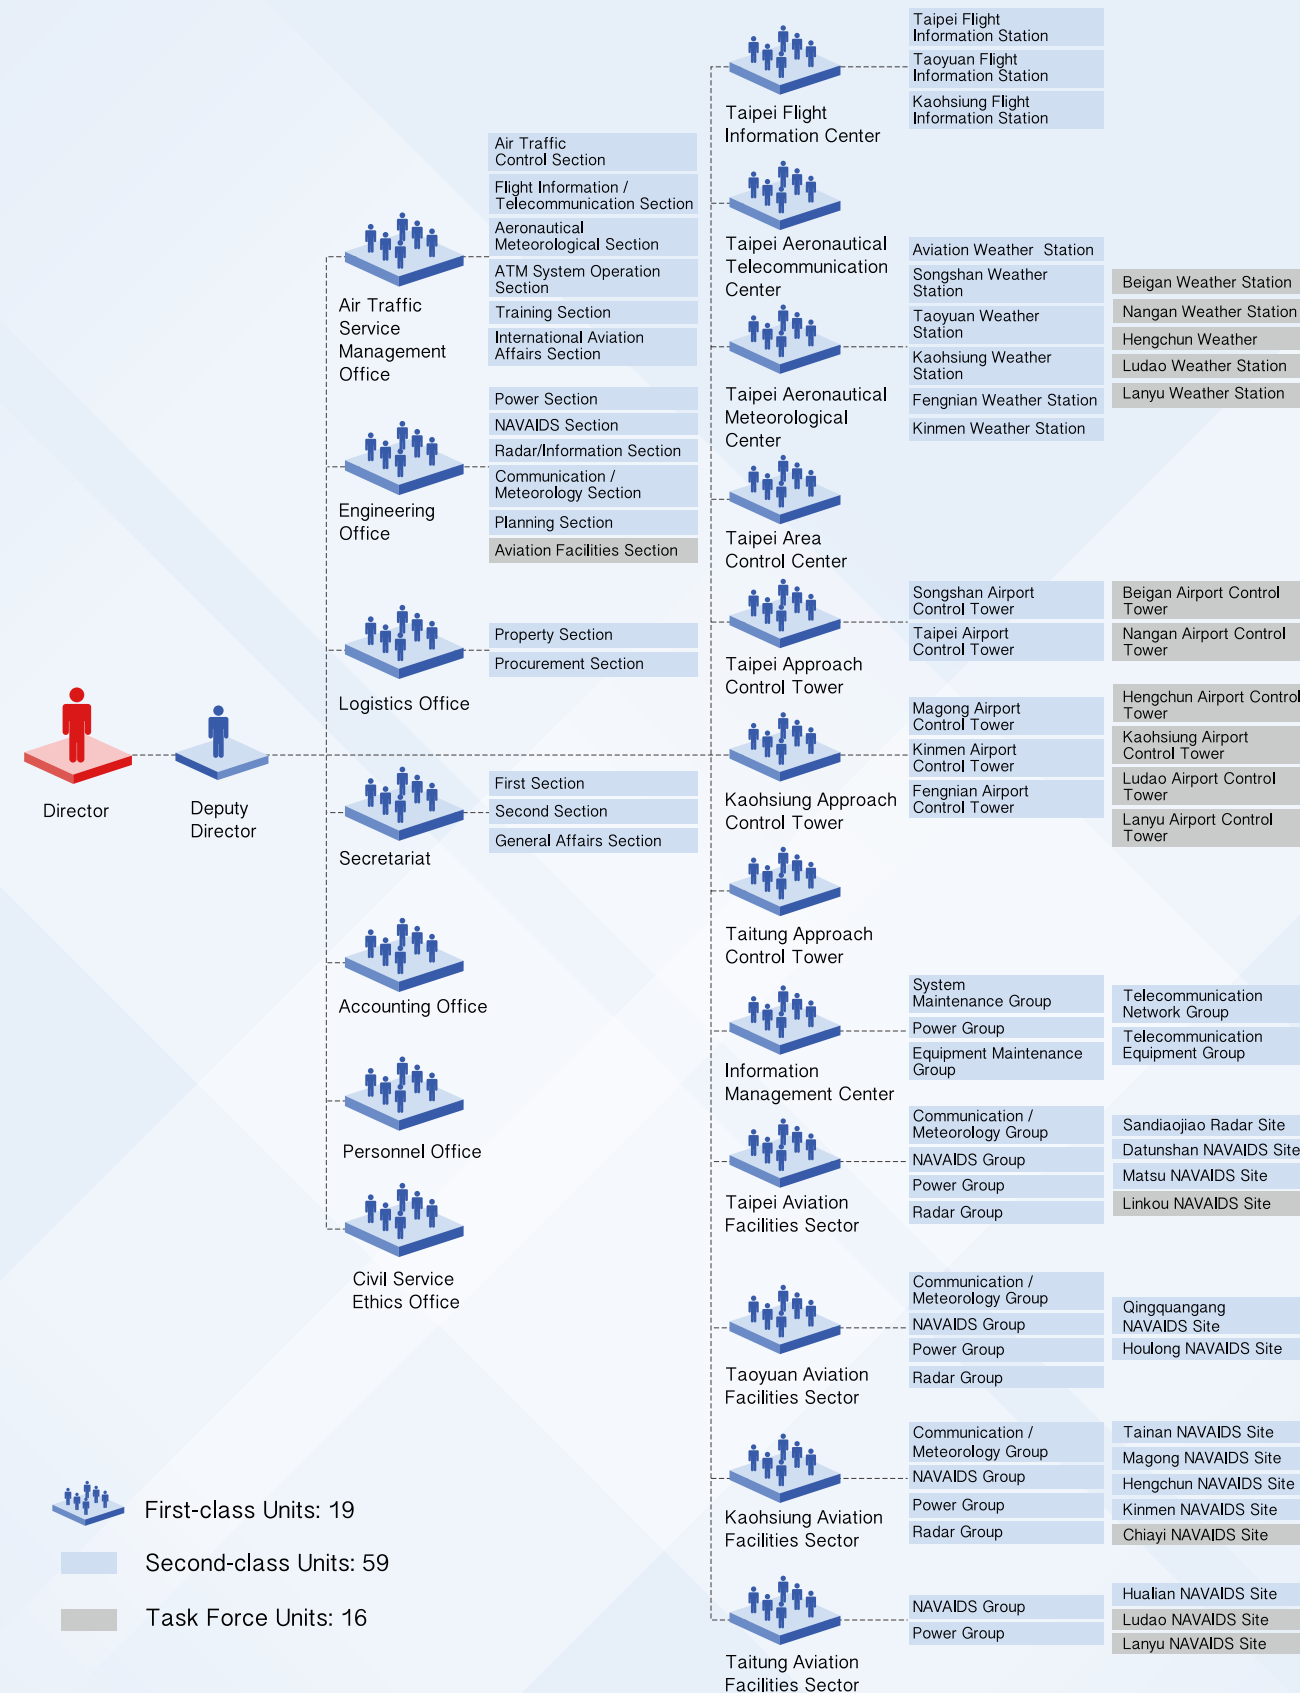 Director
Deputy
Director
Air Traffic
Service
Management
Office
Air Traffic
Control Section
Flight Information /
Telecommunication Section
Aeronautical
Meteorological Section
ATM System Operation
Section
Training Section
International Aviation
Affairs Section
Engineering
Office
Power Section
NAVAIDS Section
Radar/Information Section
Communication /
Meteorology Section
Planning Section
Aviation Facilities Section
Logistics Office
Property Section
Procurement Section
Secretariat
First Section
Second Section
General Affairs Section
Accounting Office
Personnel Office
Civil Service
Ethics Office
Taipei Flight
Information Center
Taipei Flight
Information Station
Taoyuan Flight
Information Station
Kaohsiung Flight
Information Station
Taipei Aeronautical
Telecommunication
Center
Taipei Aeronautical
Meteorological
Center
Aviation Weather Station
Songshan Weather
Station
Taoyuan Weather
Station
Kaohsiung Weather
Station
Fengnian Weather Station
Kinmen Weather Station
Beigan Weather Station
Nangan Weather Station
Hengchun Weather
Ludao Weather Station
Lanyu Weather Station
Taipei Area
Control Center
Taipei Approach
Control Tower
Songshan Airport
Control Tower
Taipei Airport
Control Tower
Beigan Airport Control
Tower
Nangan Airport Control
Tower
Kaohsiung Approach
Control Tower
Magong Airport
Control Tower
Kinmen Airport
Control Tower
Fengnian Airport
Control Tower
Hengchun Airport Control
Tower
Kaohsiung Airport
Control Tower
Ludao Airport Control
Tower
Lanyu Airport Control
Tower
Taitung Approach
Control Tower
Information
Management Center
System
Maintenance Group
Power Group
Equipment Maintenance
Group
Telecommunication
Network Group
Telecommunication
Equipment Group
Taipei Aviation
Facilities Sector
Communication /
Meteorology Group
NAVAIDS Group
Power Group
Radar Group
Sandiaojiao Radar Site
Datunshan NAVAIDS Site
Matsu NAVAIDS Site
Linkou NAVAIDS Site
Taoyuan Aviation
Facilities Sector
Communication /
Meteorology Group
NAVAIDS Group
Power Group
Radar Group
Qingquangang
NAVAIDS Site
Houlong NAVAIDS Site
Kaohsiung Aviation
Facilities Sector
Communication /
Meteorology Group
NAVAIDS Group
Power Group
Radar Group
Tainan NAVAIDS Site
Magong NAVAIDS Site
Hengchun NAVAIDS Site
Kinmen NAVAIDS Site
Chiayi NAVAIDS Site
Taitung Aviation
Facilities Sector
NAVAIDS Group
Power Group
Hualian NAVAIDS Site
Ludao NAVAIDS Site
Lanyu NAVAIDS Site
First-class Units: 19
Second-class Units: 59
Task Force Units: 16